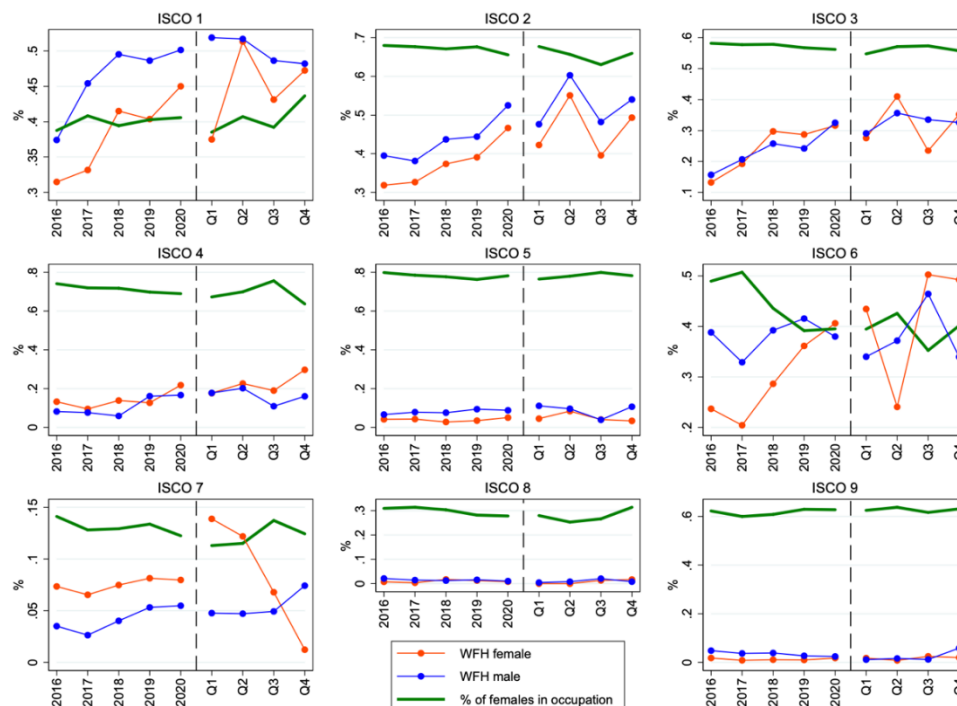 ISCO 1
ISCO 2
ISCO 3
%
.5
.45
.4
.35
.3
2016
2017
2018
2019
2020
Q1
Q2
Q3
Q4
%
.7
.6
.5
.4
.3
2016
2017
2018
2019
2020
Q1
Q2
Q3
Q4
%
.6
.5
.4
.3
.2
.1
2016
2017
2018
2019
2020
Q1
Q2
Q3
Q4
ISCO 4
ISCO 5
ISCO 6
%
.8
.6
.4
.2
0
2016
2017
2018
2019
2020
Q1
Q2
Q3
Q4
%
.8
.6
.4
.2
0
2016
2017
2018
2019
2020
Q1
Q2
Q3
Q4
%
.5
.4
.3
.2
2016
2017
2018
2019
2020
Q1
Q2
Q3
Q4
ISCO 7
ISCO 8
ISCO 9
%
.15
.1
.05
0
2016
2017
2018
2019
2020
Q1
Q2
Q3
Q4
%
.3
.2
.1
0
2016
2017
2018
2019
2020
Q1
Q2
Q3
Q4
%
.6
.4
.2
0
2016
2017
2018
2019
2020
Q1
Q2
Q3
Q4
WFH female
WFH male
% of females in occupation